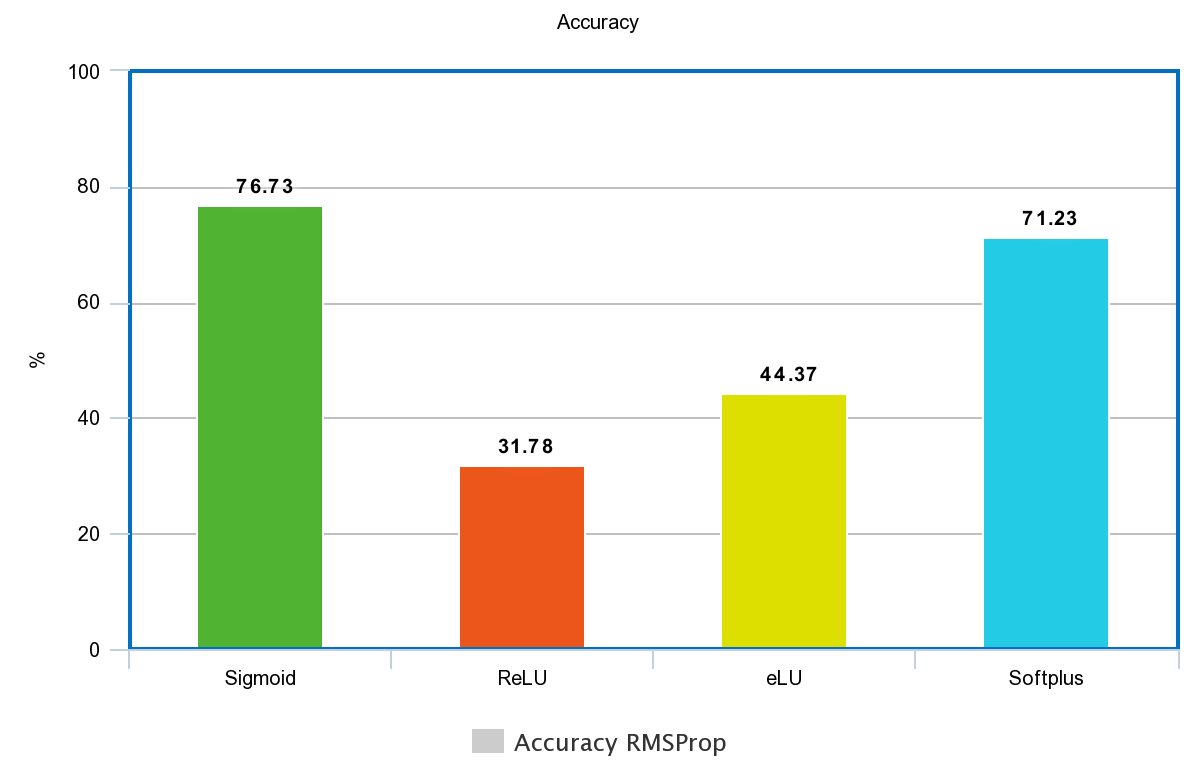 Accuracy
100
80
60
40
20
0
%
76.73
31.78
44.37
71.23
Sigmoid
ReLU
eLU
Softplus
Accuracy RMSProp